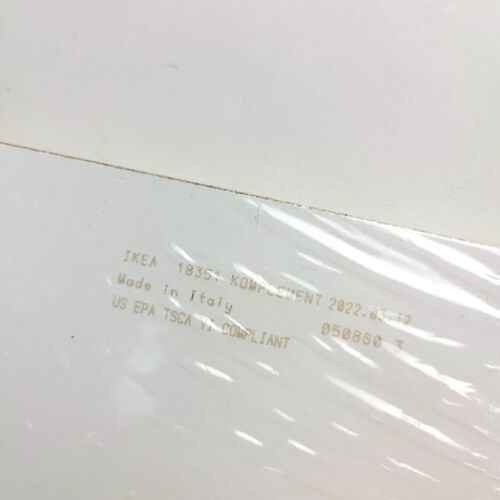 IKEA 18351 KOMPLEMENT 2022.03.12
Made in Italy 050860 3
US EPA TSCA VI COMPLIANT